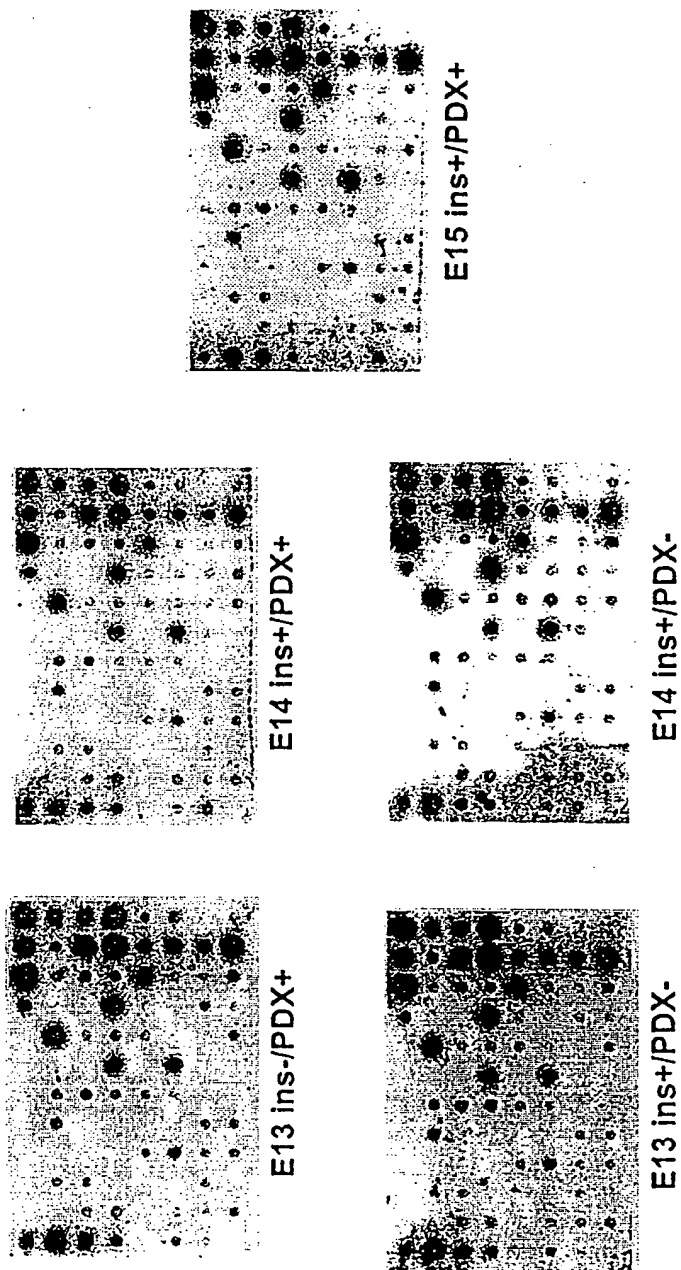 E13 ins-/PDX+
E14 ins+/PDX+
E15 ins+/PDX+
E13 ins+/PDX-
E14 ins+/PDX-